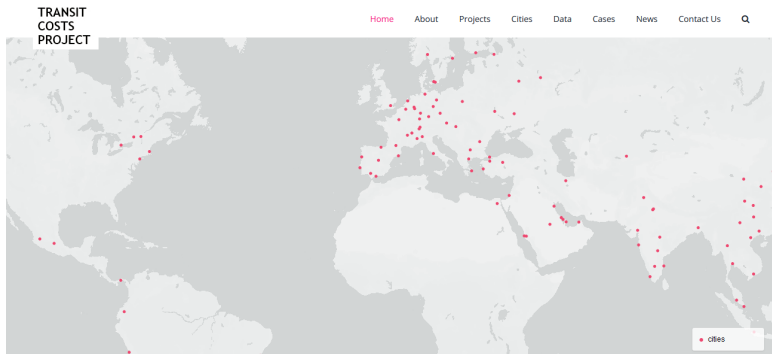 TRANSIT
COSTS
PROJECT
Home About Projects Cities Data Cases News Contact Us
cities